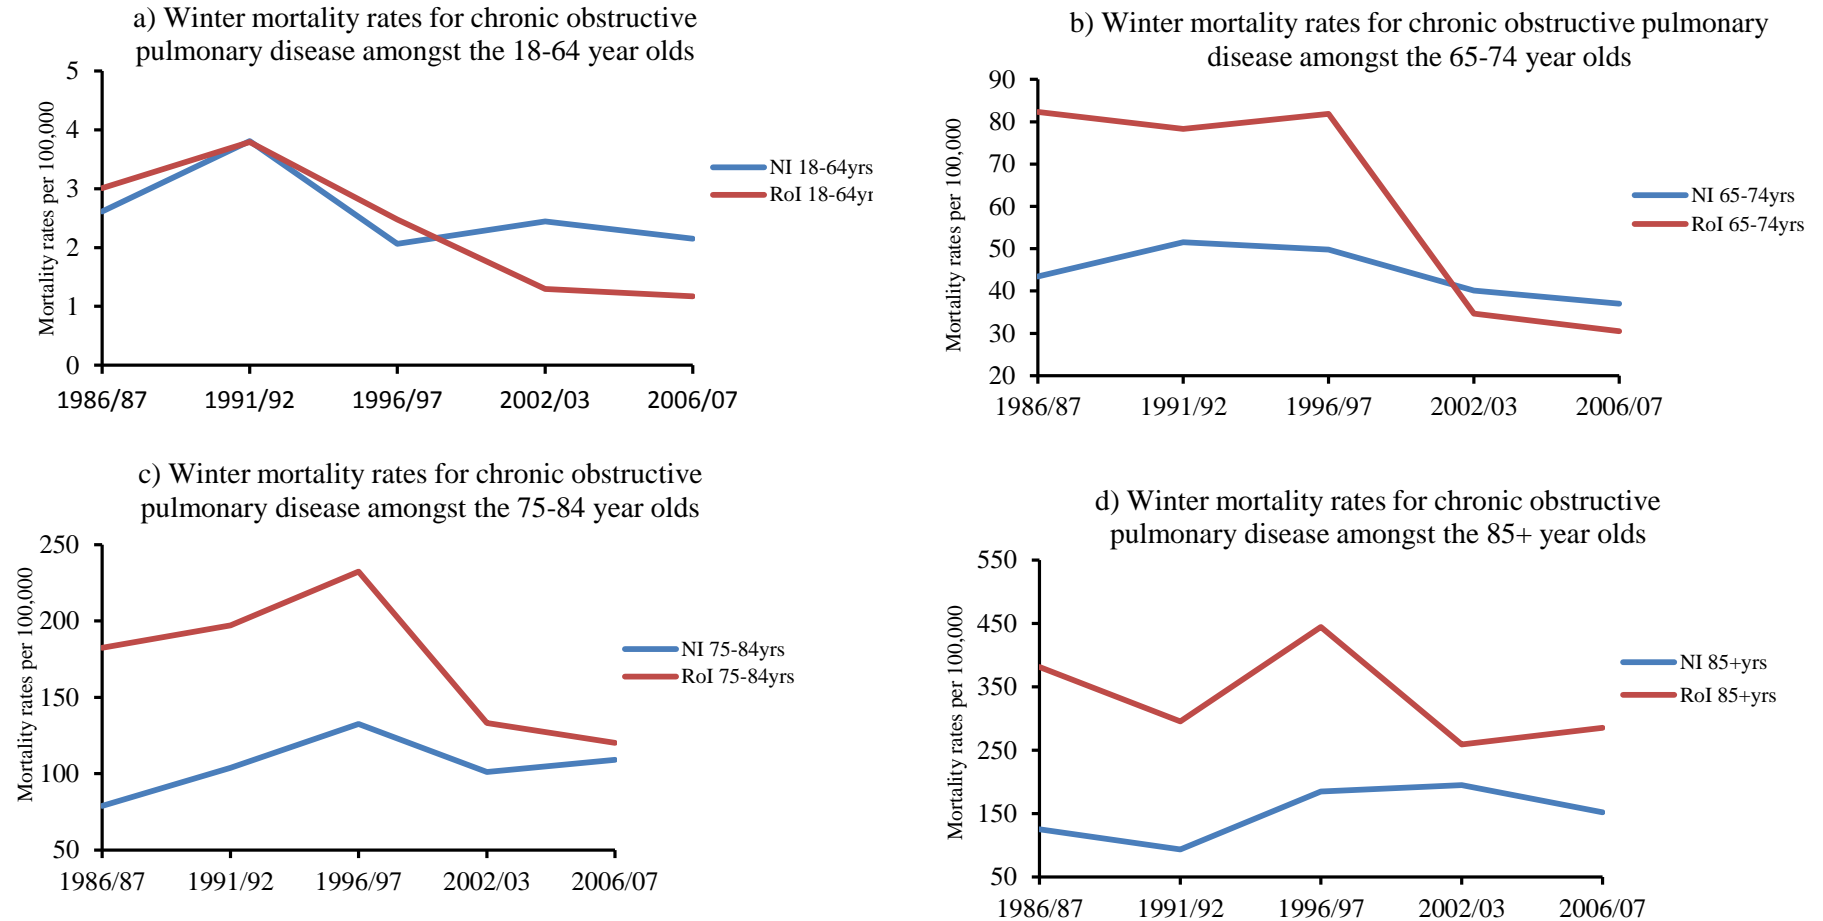 a) Winter mortality rates for chronic obstructive
pulmonary disease amongst the 18-64 year olds
Mortality rates per 100,000
5
4
3
2
1
0
1986/87 1991/92 1996/97 2002/03 2006/07
NI 18-64yrs
RoI 18-64yr
b) Winter mortality rates for chronic obstructive pulmonary
disease amongst the 65-74 year olds
Mortality rates per 100,000
90
80
70
60
50
40
30
20
1986/87 1991/92 1996/97 2002/03 2006/07
NI 65-74yrs
RoI 65-74yrs
c) Winter mortality rates for chronic obstructive
pulmonary disease amongst the 75-84 year olds
Mortality rates per 100,000
250
200
150
100
50
1986/87 1991/92 1996/97 2002/03 2006/07
NI 75-84yrs
RoI 75-84yrs
d) Winter mortality rates for chronic obstructive
pulmonary disease amongst the 85+ year olds
Mortality rates per 100,000
550
450
350
250
150
50
1986/87 1991/92 1996/97 2002/03 2006/07
NI 85+yrs
RoI 85+yrs